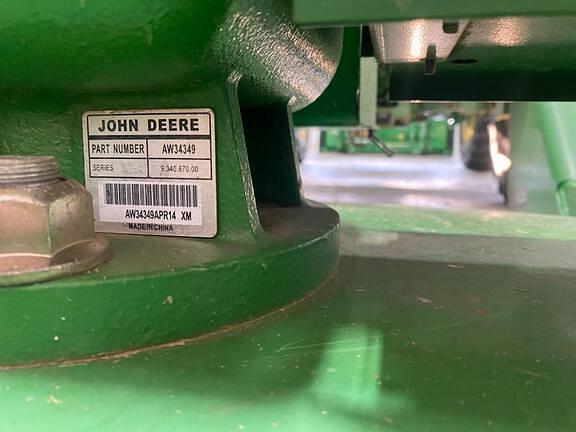 JOHN DEERE
PART NUMBER AW34349
SERIES 9.340.870.00
AW34349APR14 XM
MADE IN CHINA